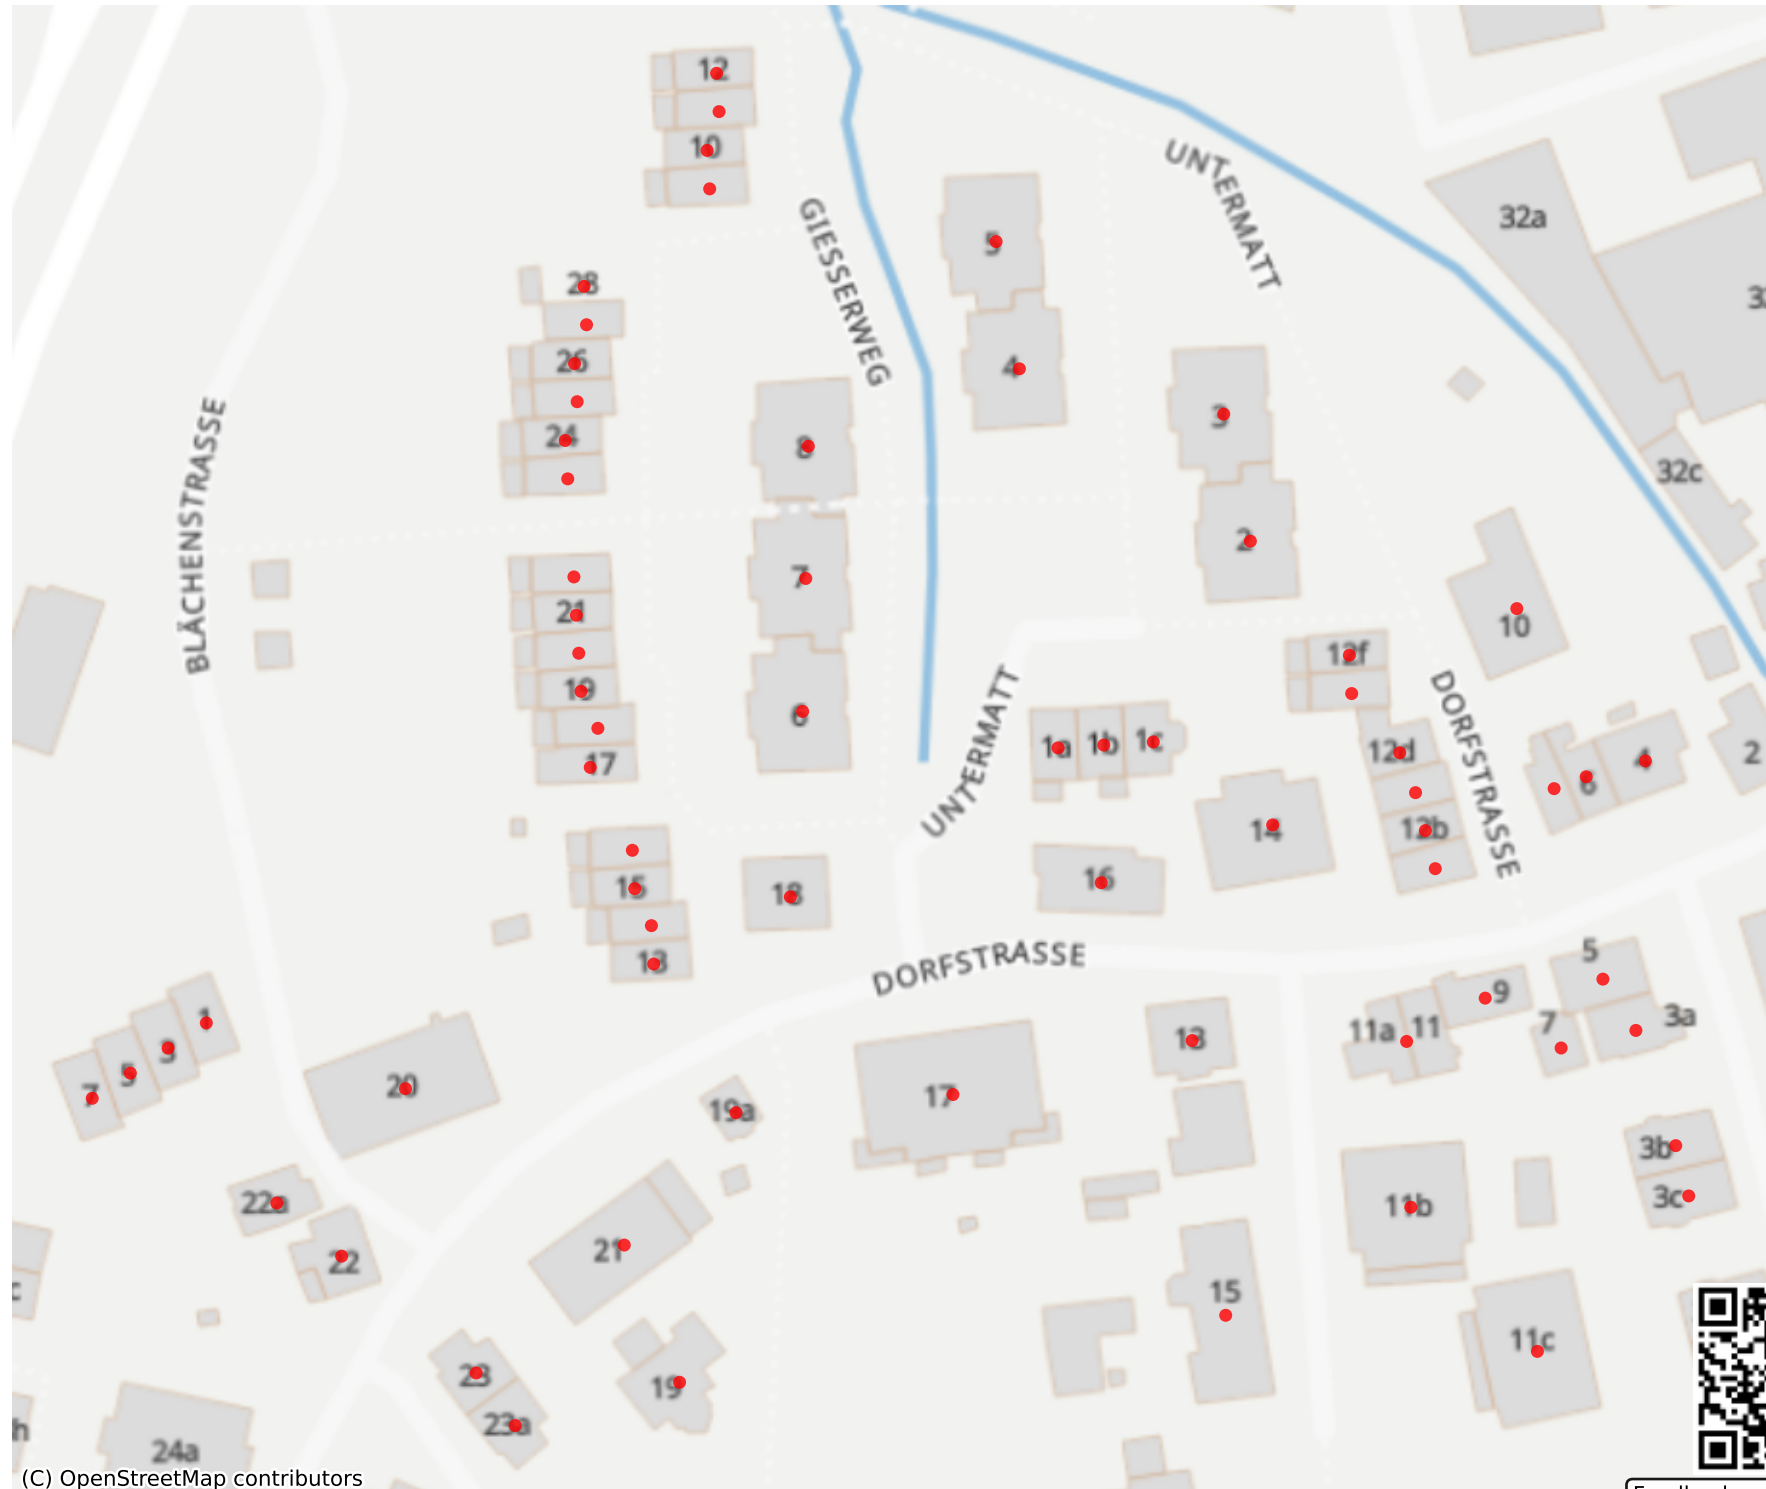 12
10
UNTERMATT
32a
5
GIESSERWEG
28
26
4
3
24
8
32c
BLÄCHENSTRASSE
2
7
21
10
12f
19
6
DORFSTRASSE
UNTERMATT
1a 1b 1c
12d
17
4
6
2
14
12b
15
16
18
13
DORFSTRASSE
5
9
1
3
5
7
20
19a
17
13
11a 11
7
3a
3b
3c
22a
22
21
11b
15
11c
23
23a
19
24a
(C) OpenStreetMap contributors